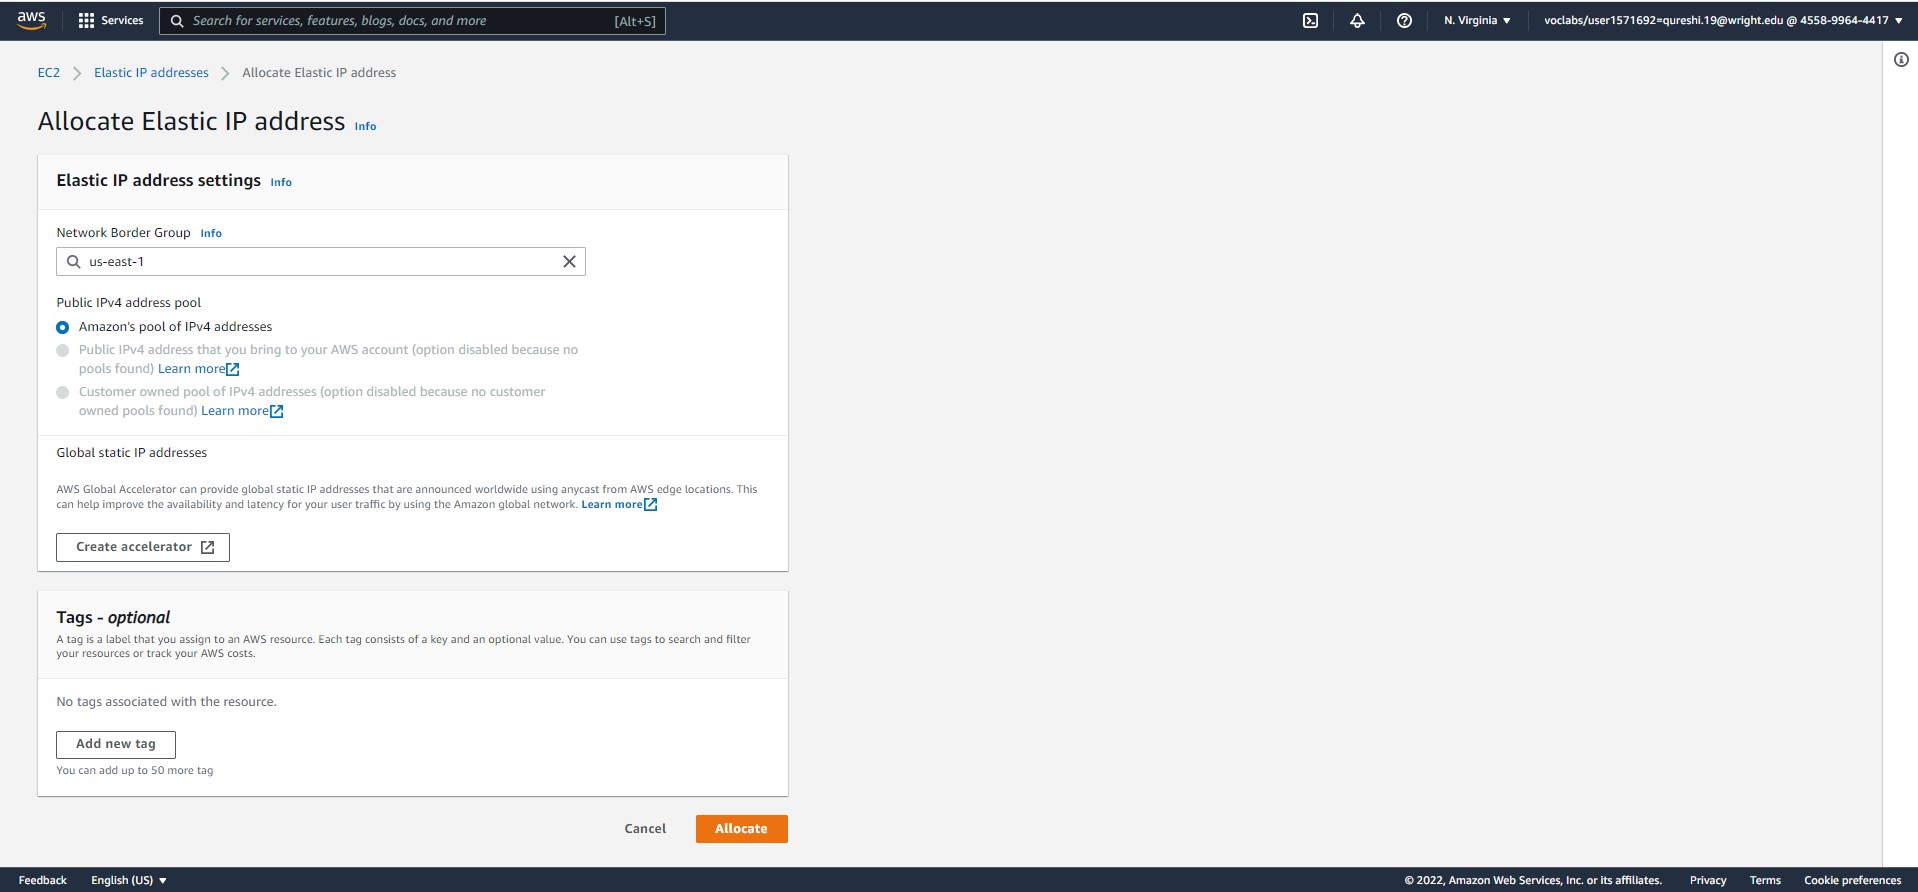 aws Services Search for services, features, blogs, docs, and more [Alt+S] N. Virginia ▼ voclabs/user1571692=qureshi.19@wright.edu @ 4558-9964-4417 ▼
EC2 > Elastic IP addresses > Allocate Elastic IP address
Allocate Elastic IP address Info
Elastic IP address settings Info
Network Border Group Info
us-east-1
Public IPv4 address pool
Amazon's pool of IPv4 addresses
Public IPv4 address that you bring to your AWS account (option disabled because no
pools found) Learn more
Customer owned pool of IPv4 addresses (option disabled because no customer
owned pools found) Learn more
Global static IP addresses
AWS Global Accelerator can provide global static IP addresses that are announced worldwide using anycast from AWS edge locations. This
can help improve the availability and latency for your user traffic by using the Amazon global network. Learn more
Create accelerator
Tags - optional
A tag is a label that you assign to an AWS resource. Each tag consists of a key and an optional value. You can use tags to search and filter
your resources or track your AWS costs.
No tags associated with the resource.
Add new tag
You can add up to 50 more tag
Cancel Allocate
Feedback English (US) ▼ © 2022, Amazon Web Services, Inc. or its affiliates. Privacy Terms Cookie preferences